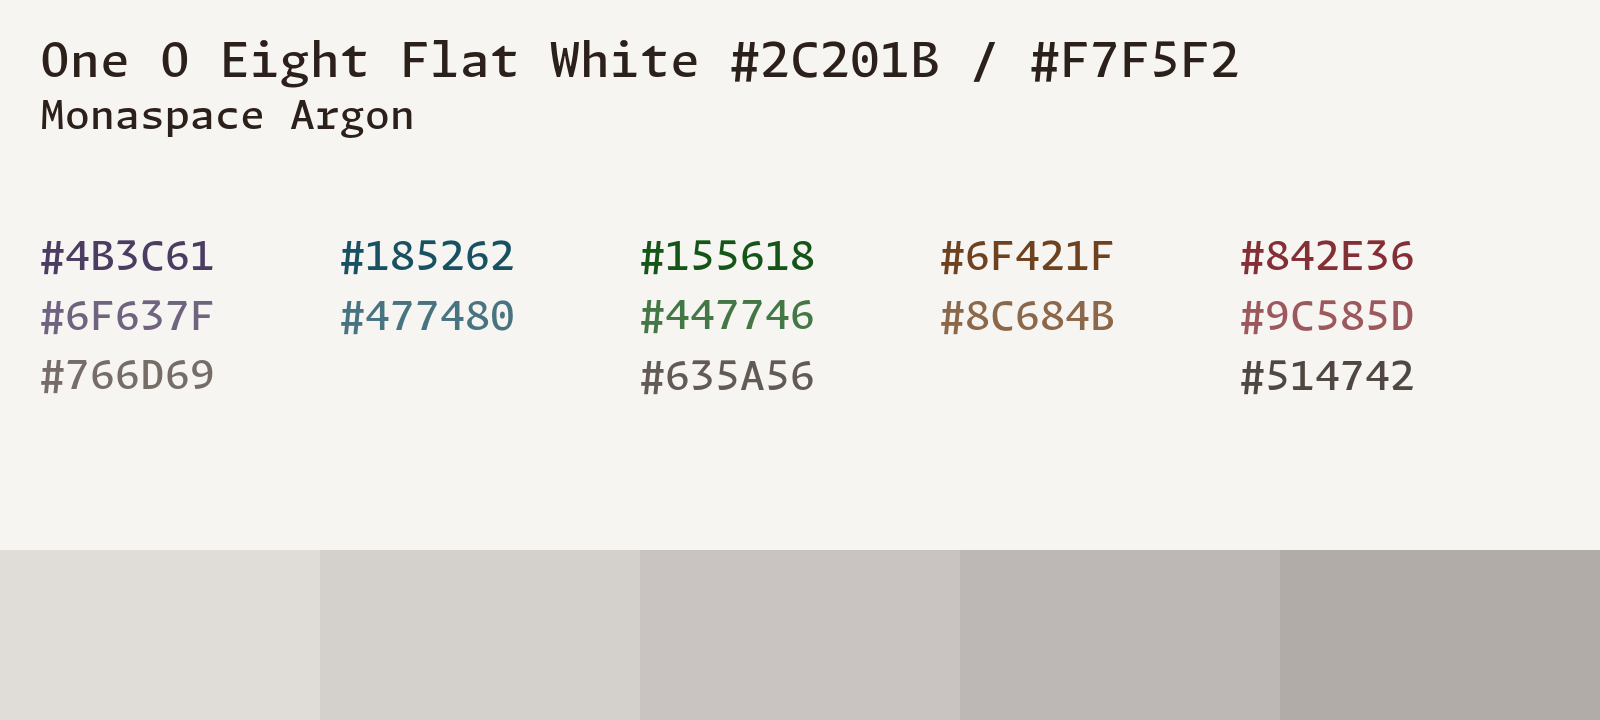 One O Eight Flat White #2C201B / #F7F5F2
Monaspace Argon
#4B3C61 #185262 #155618 #6F421F #842E36
#6F637F #477480 #447746 #8C684B #9C585D
#766D69 #635A56 #514742